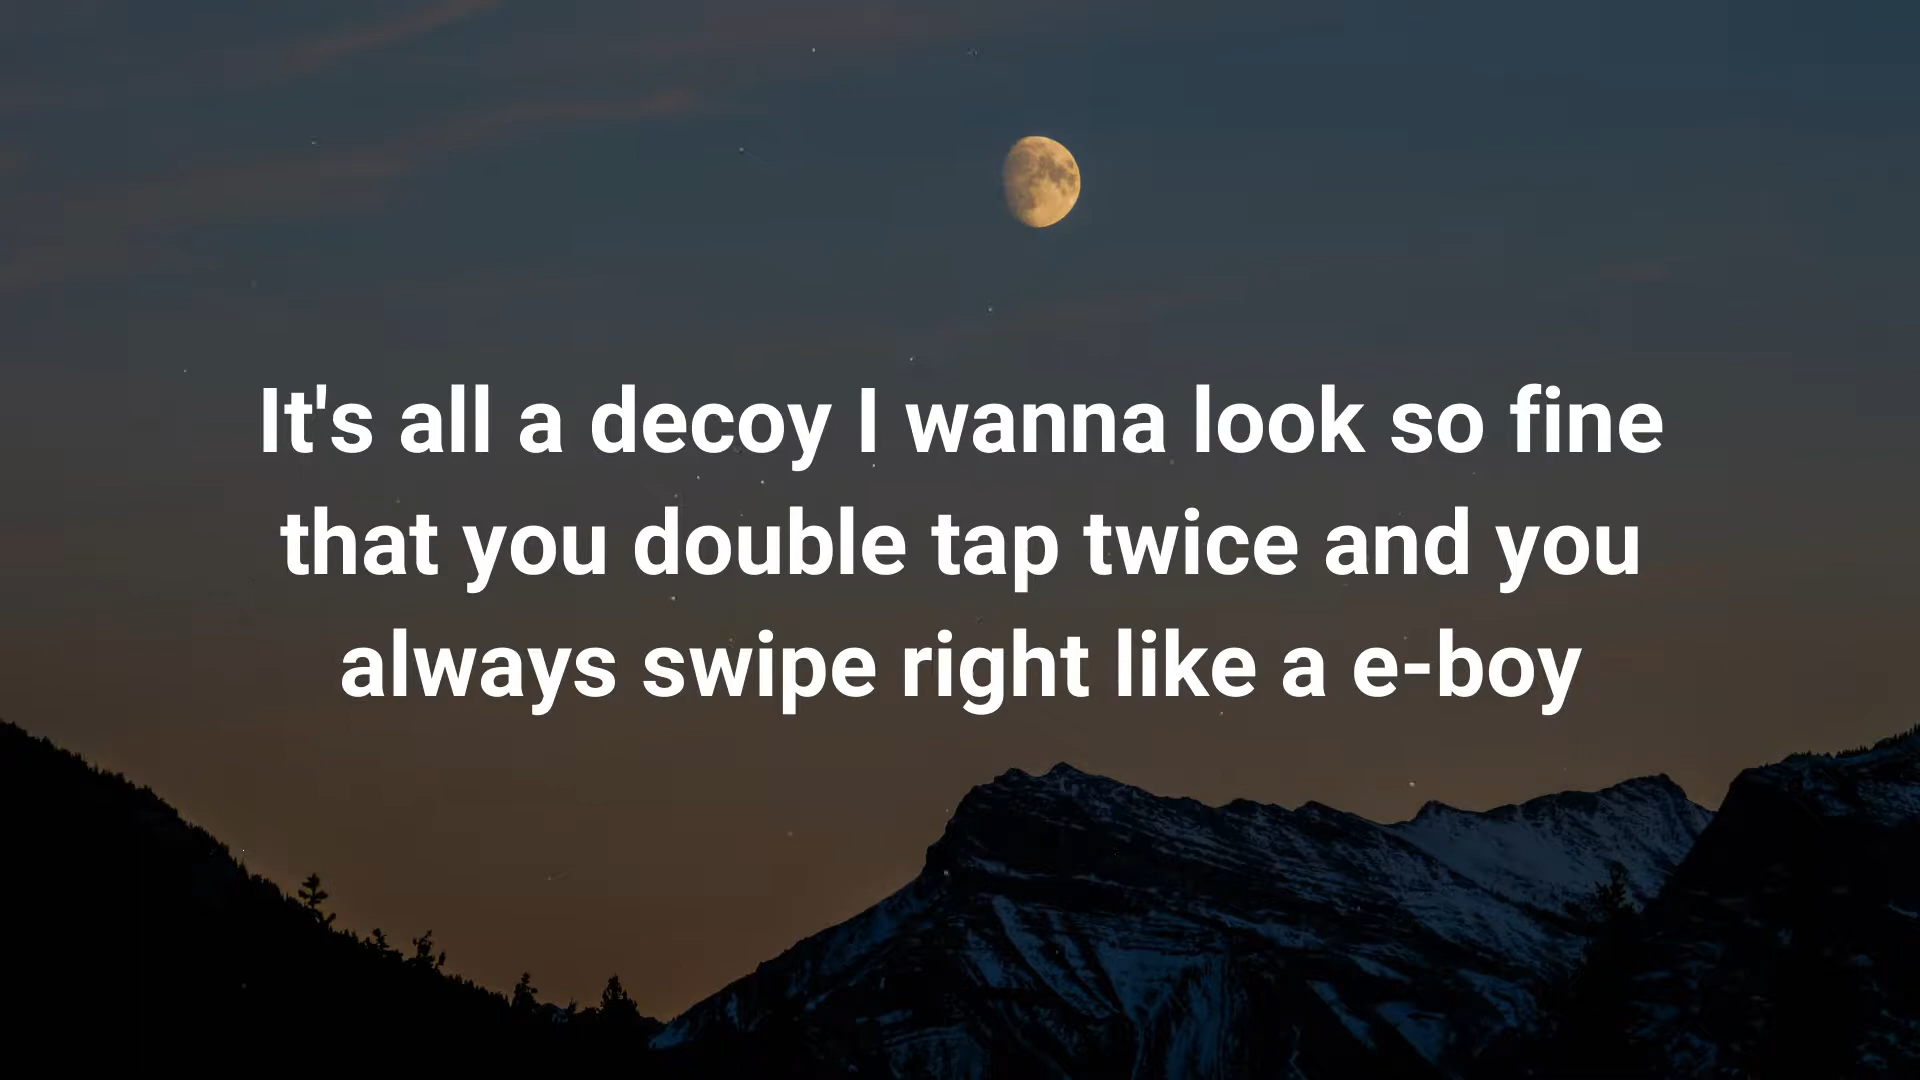 It's all a decoy I wanna look so fine
that you double tap twice and you
always swipe right like a e-boy